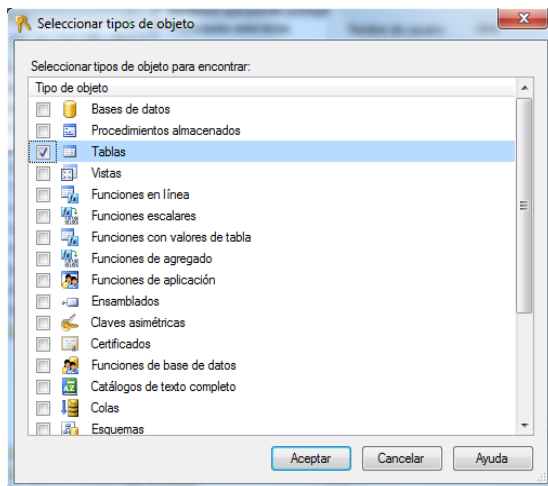 Seleccionar tipos de objeto
Seleccionar tipos de objeto para encontrar:
Tipo de objeto
Bases de datos
Procedimientos almacenados
Tablas
Vistas
Funciones en línea
Funciones escalares
Funciones con valores de tabla
Funciones de agregado
Funciones de aplicación
Ensamblados
Claves asimétricas
Certificados
Funciones de base de datos
Catálogos de texto completo
Colas
Esquemas
Aceptar Cancelar Ayuda